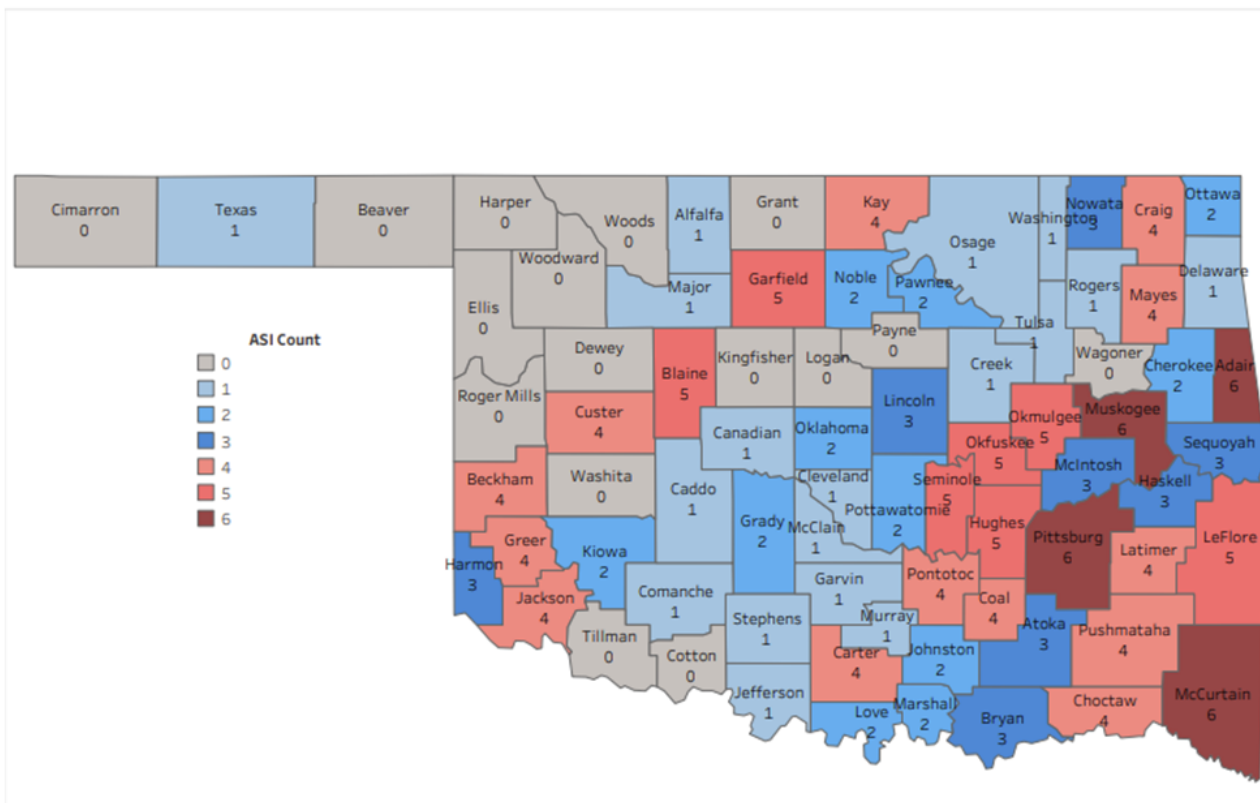 Cimarron
0
Texas
1
Beaver
0
Harper
0
Woods
0
Alfalfa
1
Grant
0
Kay
4
Osage
1
Washington
1
Nowata
3
Craig
4
Ottawa
2
Woodward
0
Ellis
0
Major
1
Garfield
5
Noble
2
Pawnee
2
Rogers
1
Mayes
4
Delaware
1
ASI Count
0
1
2
3
4
5
6
Dewey
0
Roger Mills
0
Custer
4
Blaine
5
Kingfisher
0
Logan
0
Payne
0
Creek
1
Tulsa
1
Wagoner
0
Cherokee
2
Adair
6
Lincoln
3
Okmulgee
5
Muskogee
6
Canadian
1
Oklahoma
2
Okfuskee
5
McIntosh
3
Sequoyah
3
Beckham
4
Washita
0
Caddo
1
Grady
2
Cleveland
1
McClain
1
Pottawatomie
2
Seminole
5
Hughes
5
Haskell
3
Pittsburg
6
Latimer
4
LeFlore
5
Harmon
3
Greer
4
Kiowa
2
Jackson
4
Comanche
1
Garvin
1
Pontotoc
4
Coal
4
Tillman
0
Cotton
0
Stephens
1
Murray
1
Carter
4
Johnston
2
Atoka
3
Pushmataha
4
Jefferson
1
Love
2
Marshall
2
Bryan
3
Choctaw
4
McCurtain
6